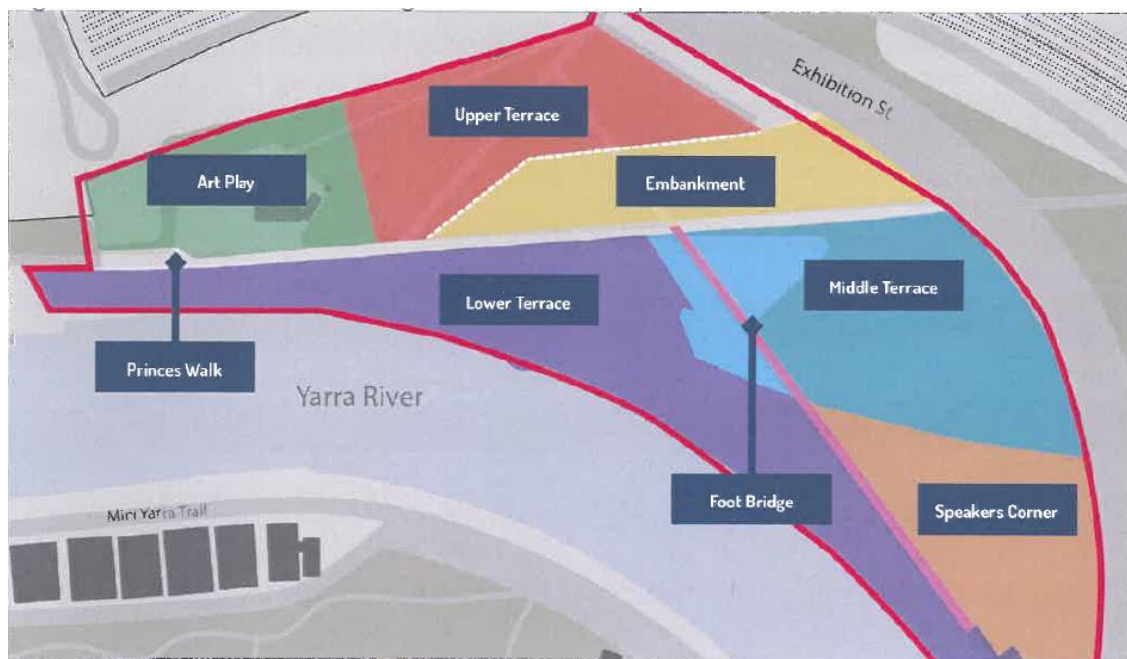 Exhibition St
Upper Terrace
Art Play
Embankment
Middle Terrace
Lower Terrace
Princes Walk
Yarra River
Foot Bridge
Speakers Corner
Mini Yarra Trail